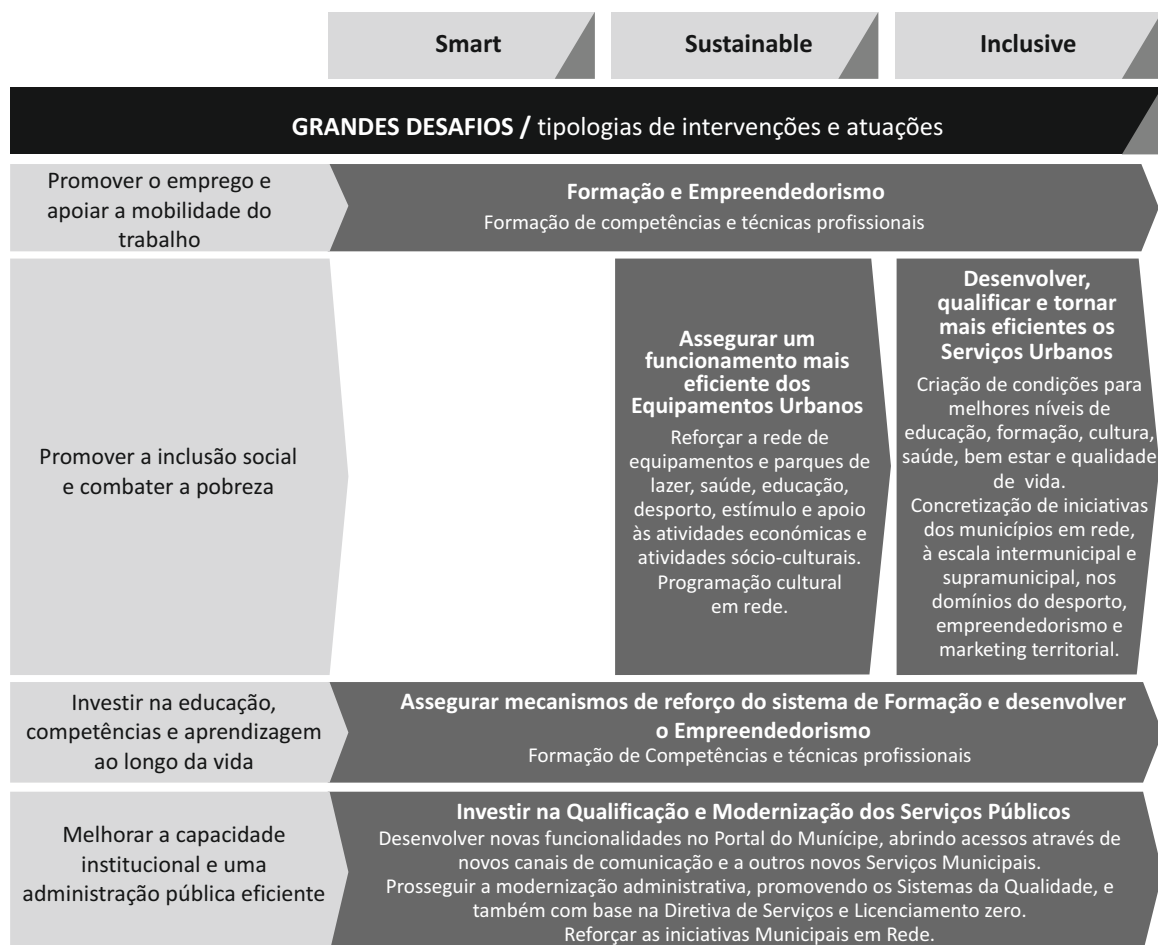 Smart
Sustainable
Inclusive
GRANDES DESAFIOS / tipologias de intervenções e atuações
Promover o emprego e
apoiar a mobilidade do
trabalho
Formação e Empreendedorismo
Formação de competências e técnicas profissionais
Promover a inclusão social
e combater a pobreza
Assegurar um
funcionamento mais
eficiente dos
Equipamentos Urbanos
Reforçar a rede de
equipamentos e parques de
lazer, saúde, educação,
desporto, estímulo e apoio
às atividades económicas e
atividades sócio-culturais.
Programação cultural
em rede.
Desenvolver,
qualificar e tornar
mais eficientes os
Serviços Urbanos
Criação de condições para
melhores níveis de
educação, formação, cultura,
saúde, bem estar e qualidade
de vida.
Concretização de iniciativas
dos municípios em rede,
à escala intermunicipal e
supramunicipal, nos
domínios do desporto,
empreendedorismo e
marketing territorial.
Investir na educação,
competências e aprendizagem
ao longo da vida
Assegurar mecanismos de reforço do sistema de Formação e desenvolver
o Empreendedorismo
Formação de Competências e técnicas profissionais
Melhorar a capacidade
institucional e uma
administração pública eficiente
Investir na Qualificação e Modernização dos Serviços Públicos
Desenvolver novas funcionalidades no Portal do Munícipe, abrindo acessos através de
novos canais de comunicação e a outros novos Serviços Municipais.
Prosseguir a modernização administrativa, promovendo os Sistemas da Qualidade, e
também com base na Diretiva de Serviços e Licenciamento zero.
Reforçar as iniciativas Municipais em Rede.